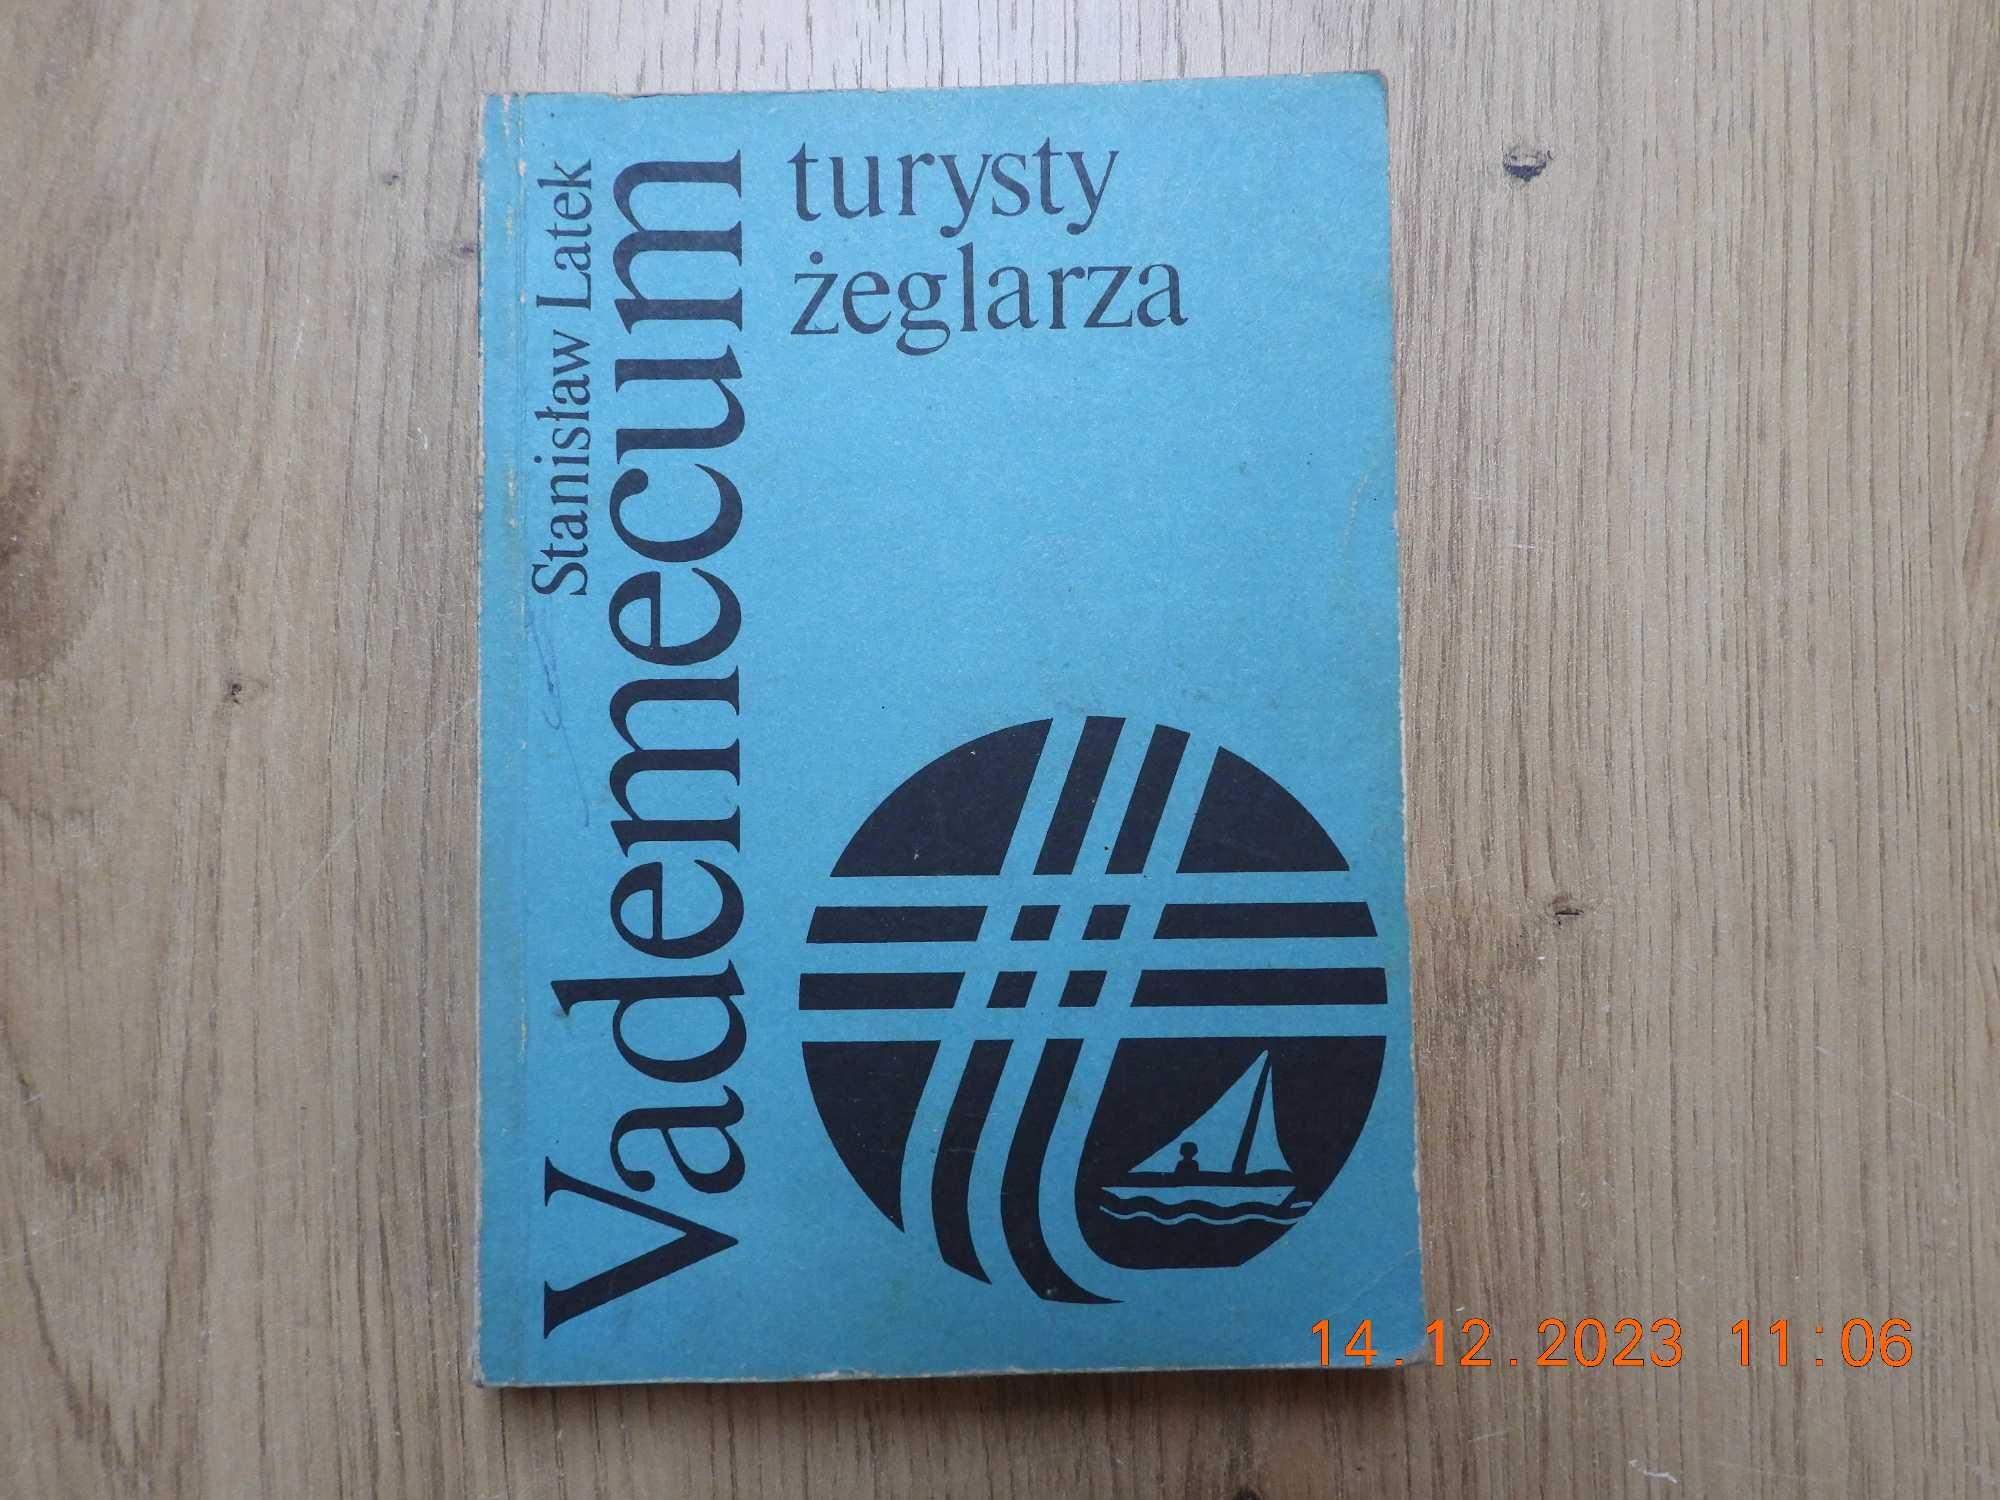 Stanisław Latek
Vademecum
turysty
żeglarza
14.12.2023 11:06